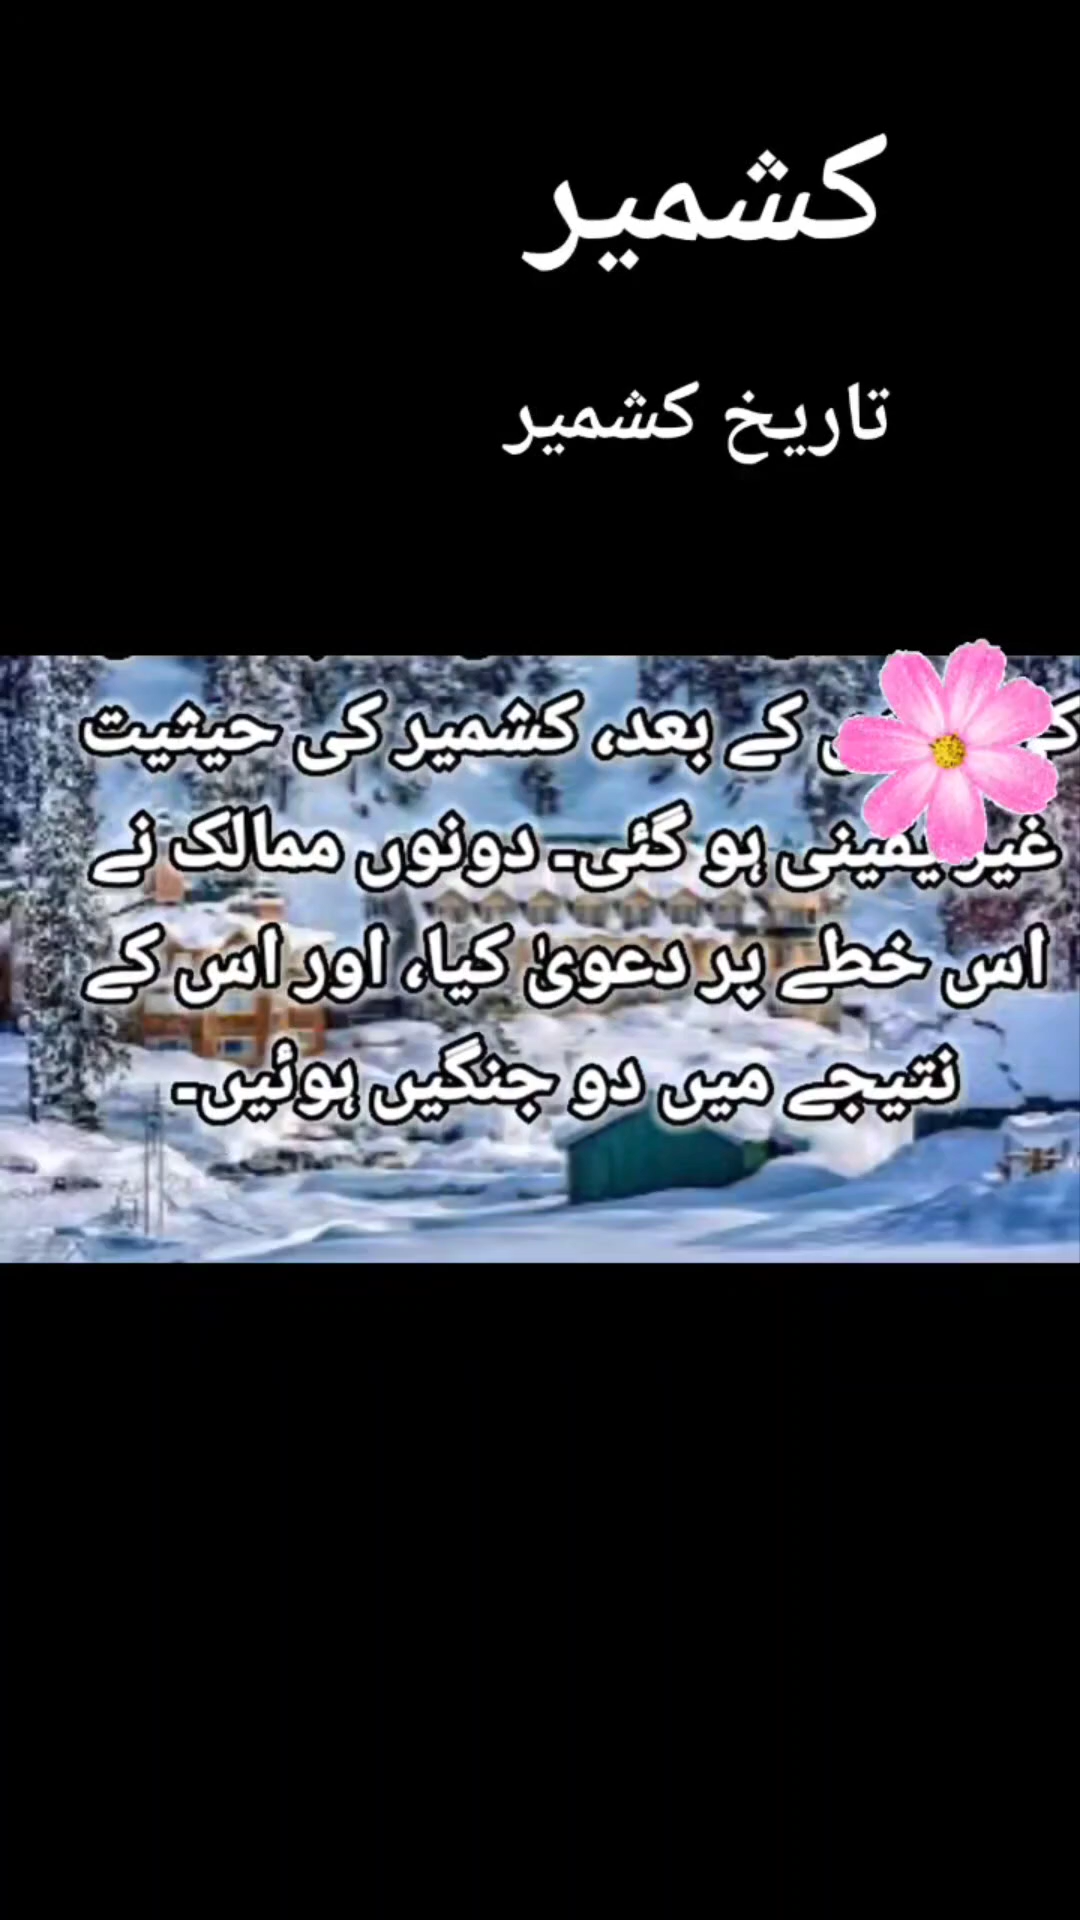 کشمیر
تاریخ کشمیر
کے بعد، کشمیر کی حیثیت
غیر یقینی ہو گئی۔ دونوں ممالک نے
اس خطے پر دعویٰ کیا، اور اس کے
نتیجے میں دو جنگیں ہوئیں۔